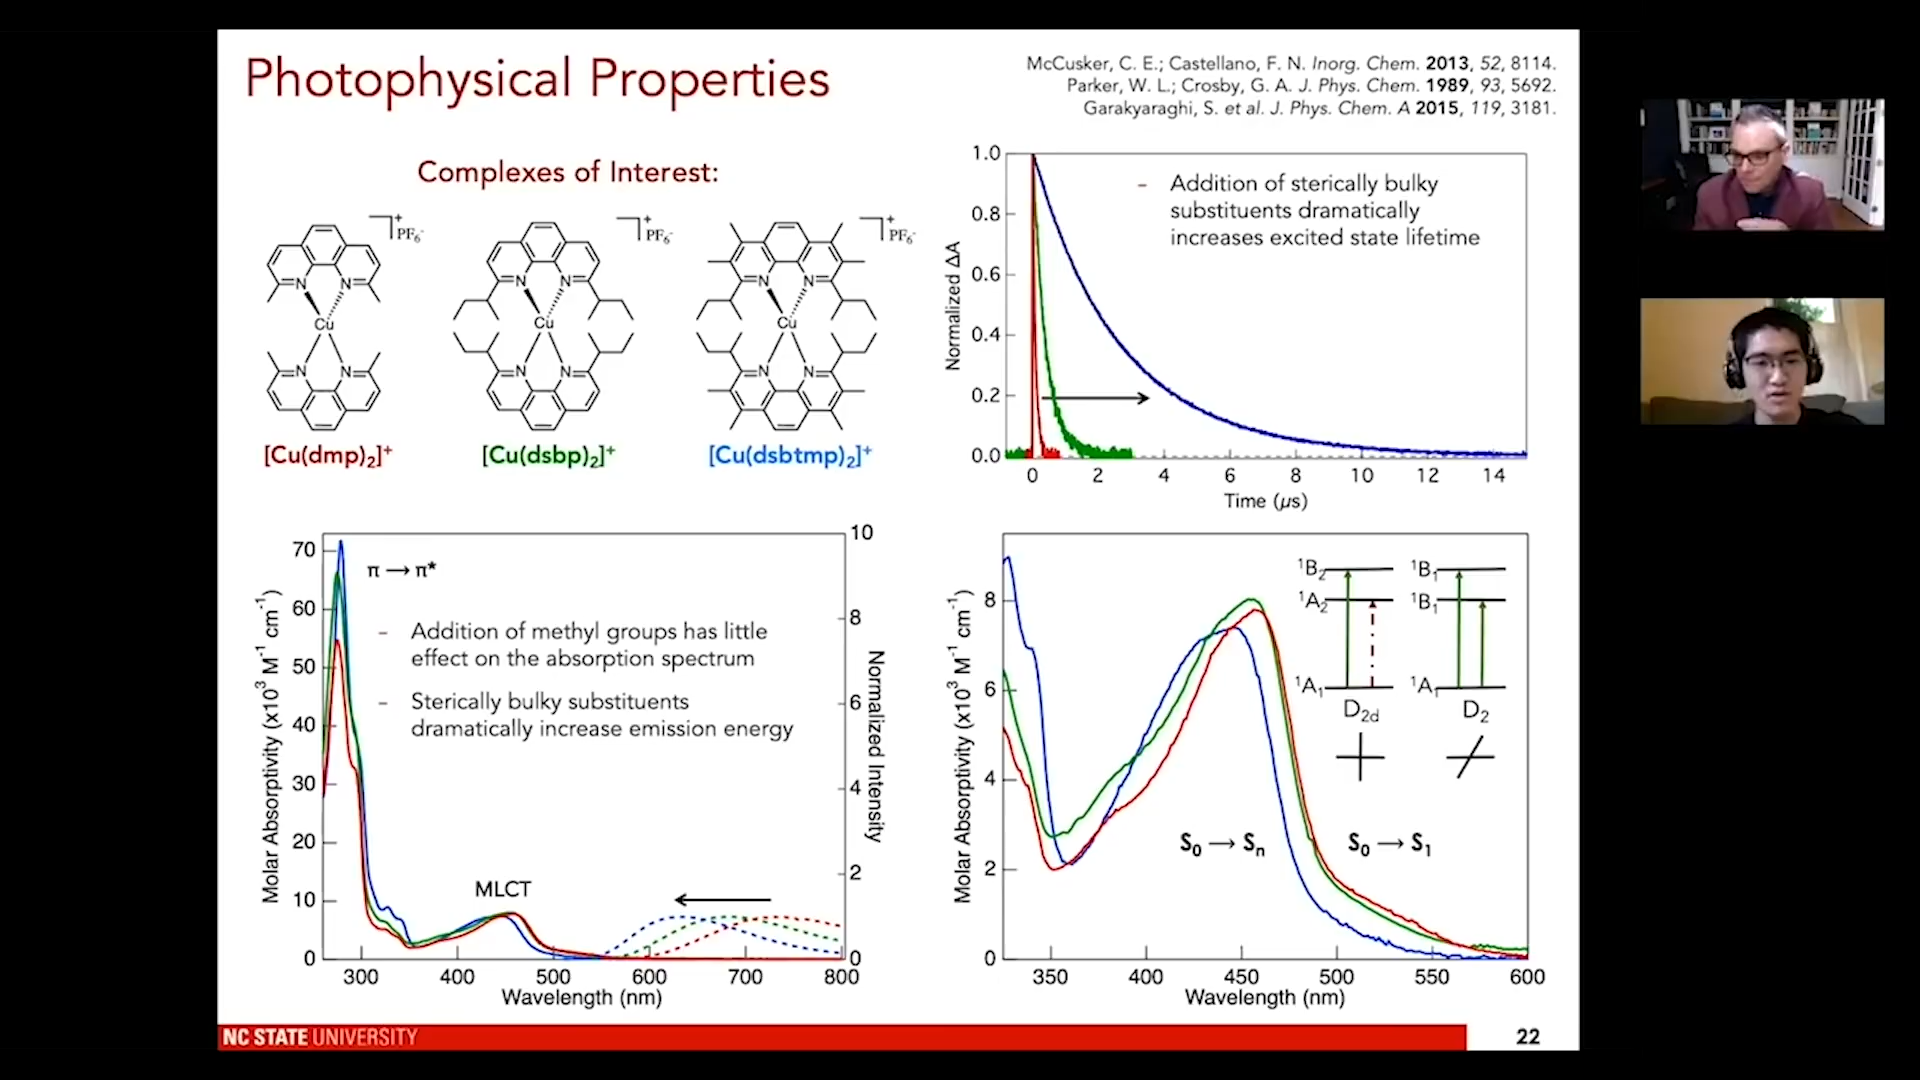 Photophysical Properties
McCusker, C. E.; Castellano, F. N. Inorg. Chem. 2013, 52, 8114.
Parker, W. L.; Crosby, G. A. J. Phys. Chem. 1989, 93, 5692.
Garakyaraghi, S. et al. J. Phys. Chem. A 2015, 119, 3181.
Complexes of Interest:
+
PF6-
N
N
Cu
N
N
[Cu(dmp)2]+
+
PF6-
N
N
Cu
N
N
[Cu(dsbp)2]+
+
PF6-
N
N
Cu
N
N
[Cu(dsbtmp)2]+
Normalized ΔA
1.0
0.8
0.6
0.4
0.2
0.0
- Addition of sterically bulky
substituents dramatically
increases excited state lifetime
0 2 4 6 8 10 12 14
Time (µs)
Molar Absorptivity (x10³ M⁻¹ cm⁻¹)
70
60
50
40
30
20
10
0
π → π*
- Addition of methyl groups has little
effect on the absorption spectrum
- Sterically bulky substituents
dramatically increase emission energy
MLCT
10
8
6
4
2
0
Normalized Intensity
300 400 500 600 700 800
Wavelength (nm)
Molar Absorptivity (x10³ M⁻¹ cm⁻¹)
8
6
4
2
0
¹B₂
¹A₂
¹A₁
D2d
¹B₁
¹B₁
¹A₁
D2
S0 → Sn
S0 → S1
350 400 450 500 550 600
Wavelength (nm)
NC STATE UNIVERSITY
22